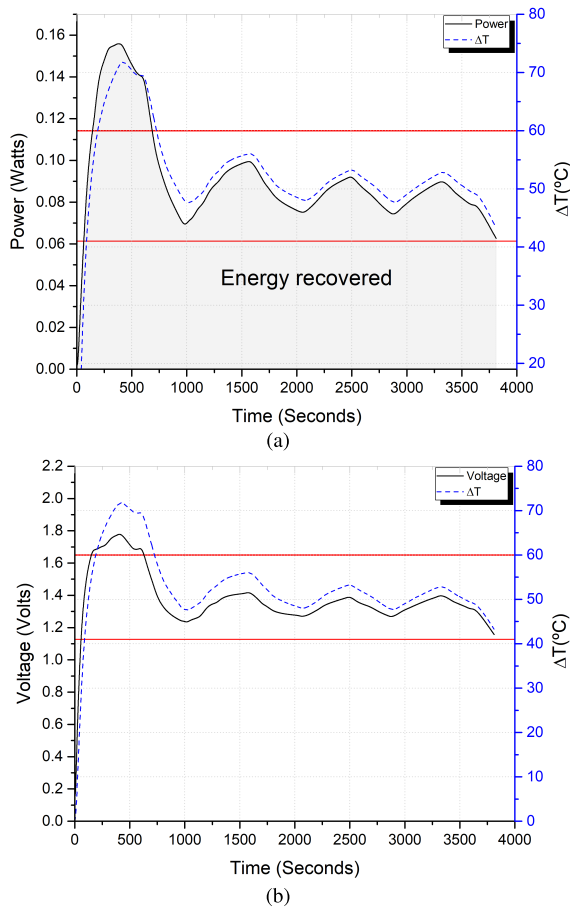 80
Power
ΔT
0.16
70
0.14
0.12
60
0.10
50
0.08
0.06
40
Energy recovered
0.04
30
0.02
0.00
20
0 500 1000 1500 2000 2500 3000 3500 4000
Power (Watts)
ΔT(ºC)
Time (Seconds)
(a)
2.2
80
Voltage
ΔT
2.0
70
1.8
1.6
60
1.4
50
1.2
40
1.0
0.8
30
0.6
20
0.4
10
0.2
0.0
0
0 500 1000 1500 2000 2500 3000 3500 4000
Voltage (Volts)
ΔT(ºC)
Time (Seconds)
(b)